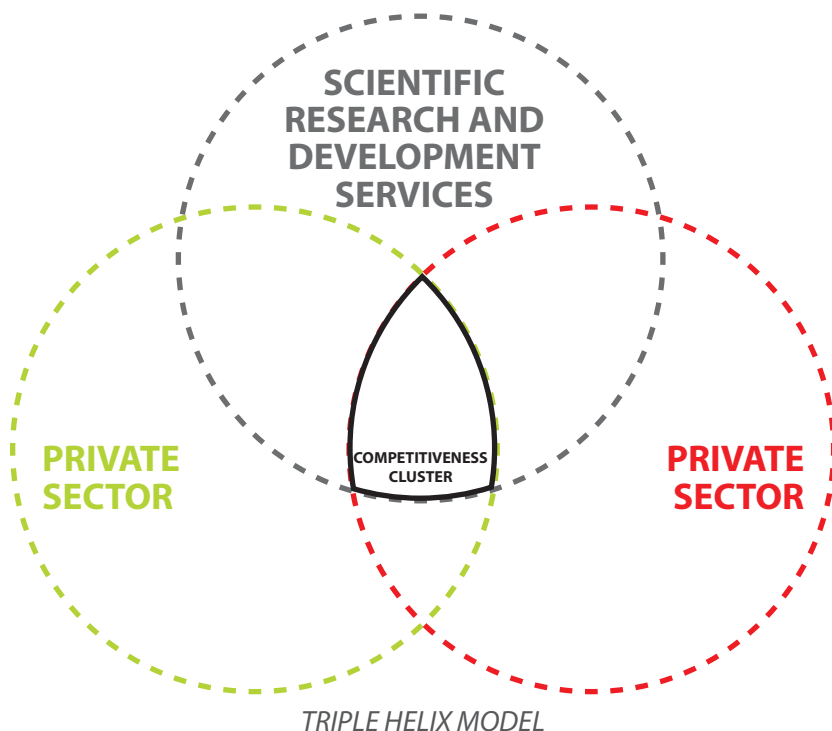 SCIENTIFIC
RESEARCH AND
DEVELOPMENT
SERVICES
PRIVATE
SECTOR
COMPETITIVENESS
CLUSTER
PRIVATE
SECTOR
TRIPLE HELIX MODEL